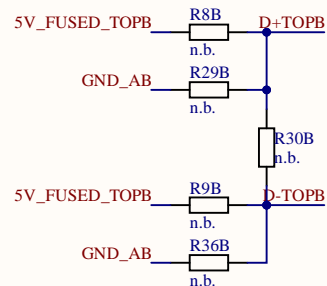 R8B
5V_FUSED_TOPB D+TOPB
n.b.
R29B
GND_AB
n.b.
R30B
n.b.
R9B
5V_FUSED_TOPB D-TOPB
n.b.
R36B
GND_AB
n.b.